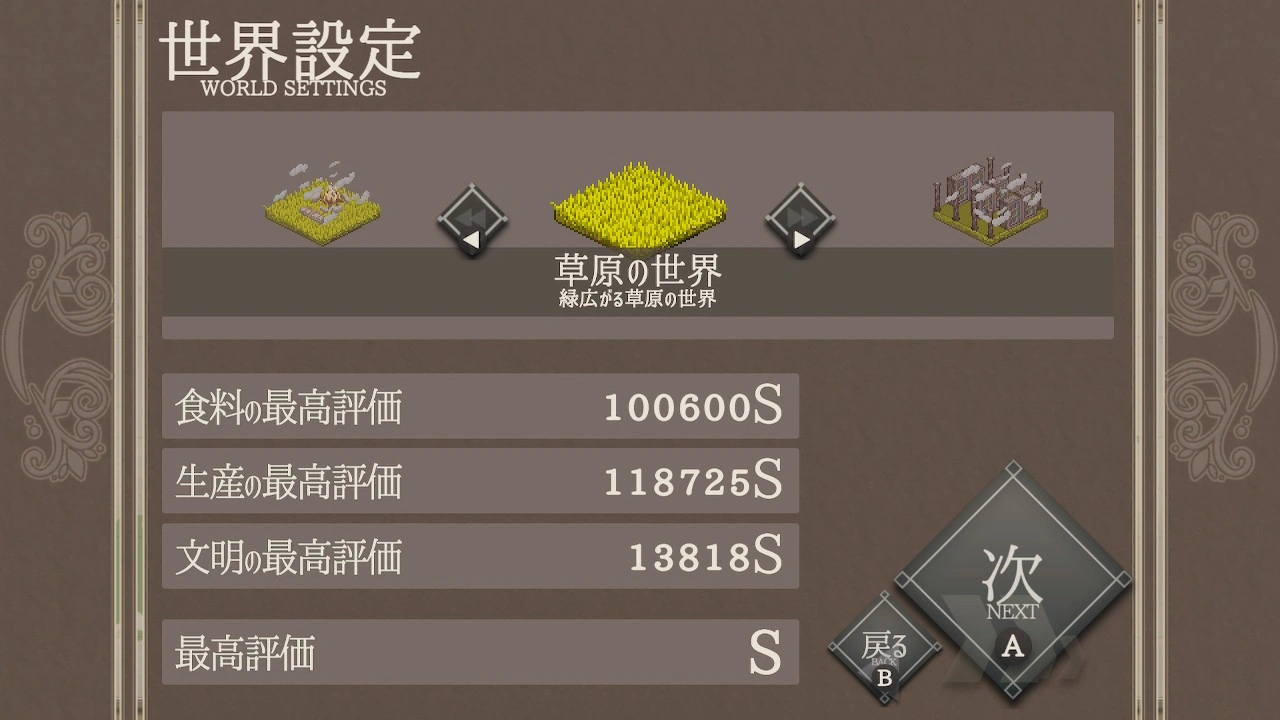 世界設定
WORLD SETTINGS
草原の世界
緑広がる草原の世界
食料の最高評価 100600S
生産の最高評価 118725S
文明の最高評価 13818S
最高評価 S
次
NEXT
A
戻る
BACK
B